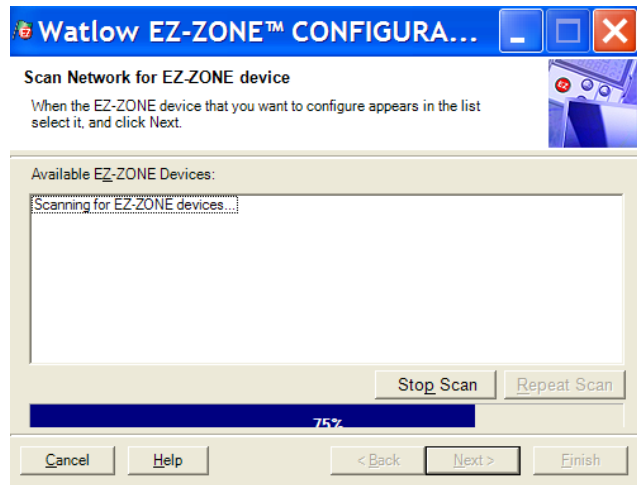 Watlow EZ-ZONE™ CONFIGURA...
Scan Network for EZ-ZONE device
When the EZ-ZONE device that you want to configure appears in the list
select it, and click Next.
EZ
Available EZ-ZONE Devices:
Scanning for EZ-ZONE devices...
Stop Scan Repeat Scan
75%
Cancel Help < Back Next > Finish